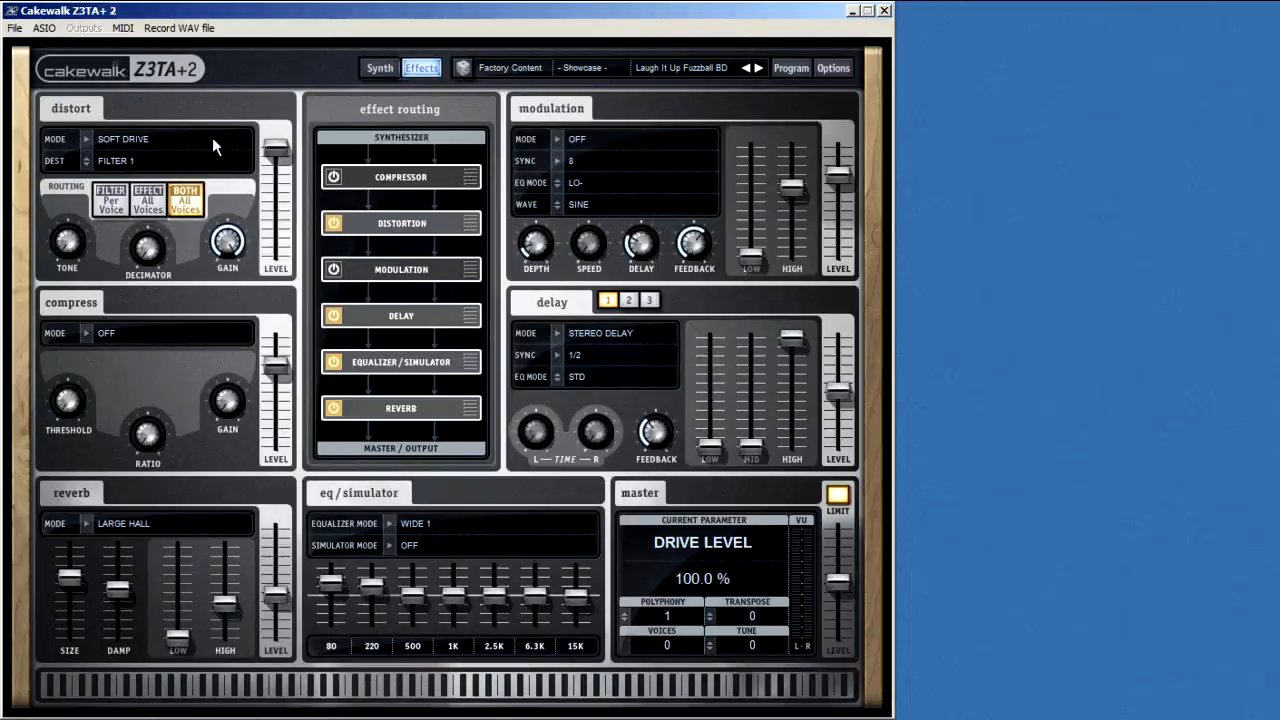 Cakewalk Z3TA+ 2
File ASIO Outputs MIDI Record WAV file
cakewalk Z3TA+2
Synth Effects Factory Content - Showcase - Laugh It Up Fuzzball BD Program Options
distort
MODE SOFT DRIVE
DEST FILTER 1
ROUTING
FILTER Per Voice
EFFECT All Voices
BOTH All Voices
TONE DECIMATOR GAIN LEVEL
effect routing
SYNTHESIZER
COMPRESSOR
DISTORTION
MODULATION
DELAY
EQUALIZER/SIMULATOR
REVERB
MASTER / OUTPUT
modulation
MODE OFF
SYNC 8
EQ MODE LO-
WAVE SINE
DEPTH SPEED DELAY FEEDBACK LOW HIGH LEVEL
compress
MODE OFF
THRESHOLD RATIO GAIN LEVEL
delay 1 2 3
MODE STEREO DELAY
SYNC 1/2
EQ MODE STD
L TIME R FEEDBACK LOW MID HIGH LEVEL
reverb
MODE LARGE HALL
SIZE DAMP LOW HIGH LEVEL
eq/simulator
EQUALIZER MODE WIDE 1
SIMULATOR MODE OFF
80 220 500 1K 2.5K 6.3K 15K
master
LIMIT
CURRENT PARAMETER VU
DRIVE LEVEL
100.0 %
POLYPHONY TRANSPOSE
1 0
VOICES TUNE
0 0 L-R
LEVEL